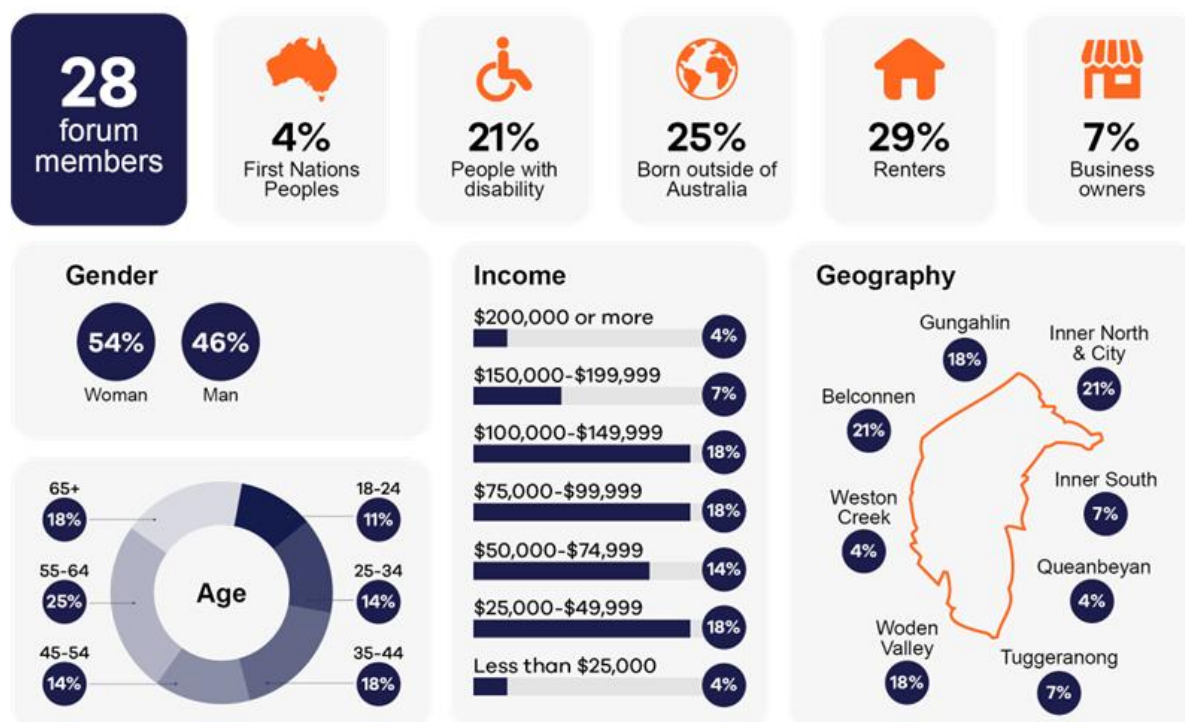 28
forum
members
4%
First Nations
Peoples
21%
People with
disability
25%
Born outside of
Australia
29%
Renters
7%
Business
owners
Gender
54%
Woman
46%
Man
65+
18%
18-24
11%
55-64
25%
Age
25-34
14%
45-54
14%
35-44
18%
Income
$200,000 or more
4%
$150,000-$199,999
7%
$100,000-$149,999
18%
$75,000-$99,999
18%
$50,000-$74,999
14%
$25,000-$49,999
18%
Less than $25,000
4%
Geography
Gungahlin
18%
Inner North
& City
21%
Belconnen
21%
Inner South
7%
Weston
Creek
4%
Queanbeyan
4%
Woden
Valley
18%
Tuggeranong
7%